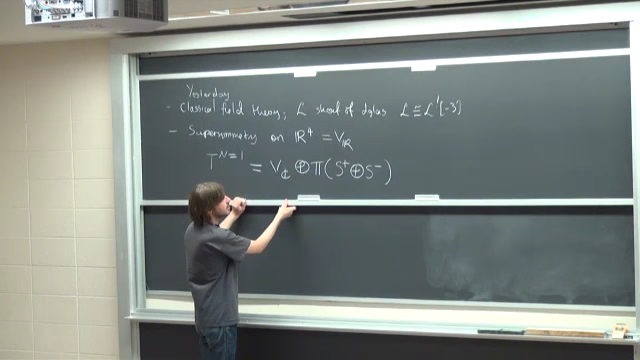 Yesterday
- Classical field theory; L sheaf of dglas L ≅ L^![-3]
- Supersymmetry on ℝ⁴ = V_ℝ
T^{N=1} = V_ℂ ⊕ Π(S⁺ ⊕ S⁻)